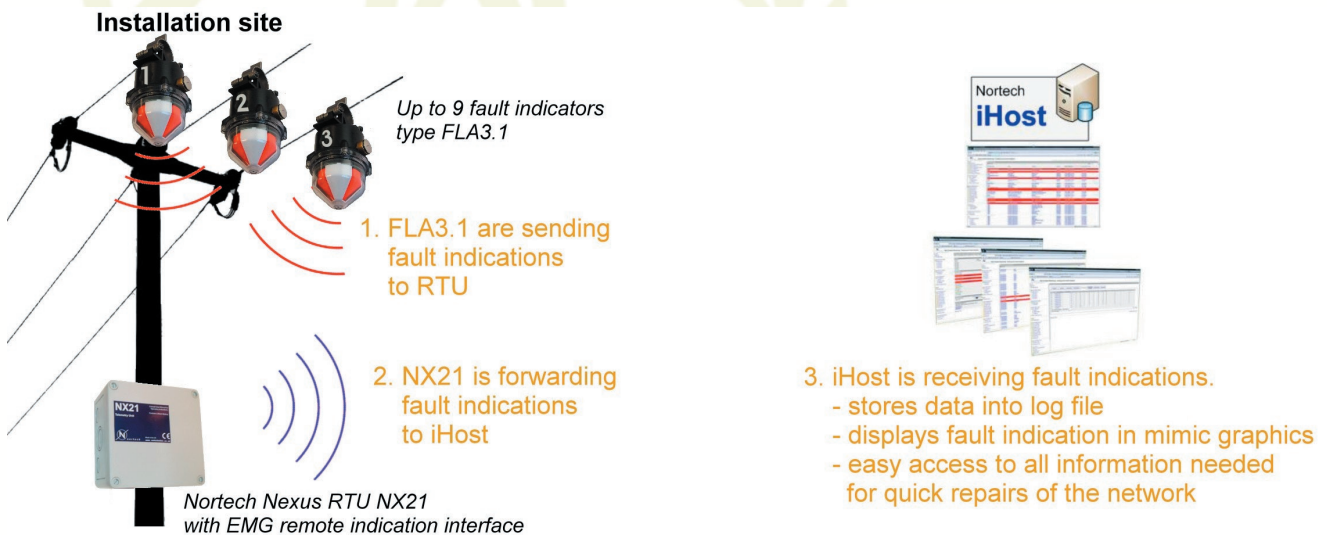 Installation site
1
2
3
Up to 9 fault indicators
type FLA3.1
1. FLA3.1 are sending
fault indications
to RTU
NX21
2. NX21 is forwarding
fault indications
to iHost
Nortech Nexus RTU NX21
with EMG remote indication interface
Nortech
iHost
3. iHost is receiving fault indications.
- stores data into log file
- displays fault indication in mimic graphics
- easy access to all information needed
for quick repairs of the network